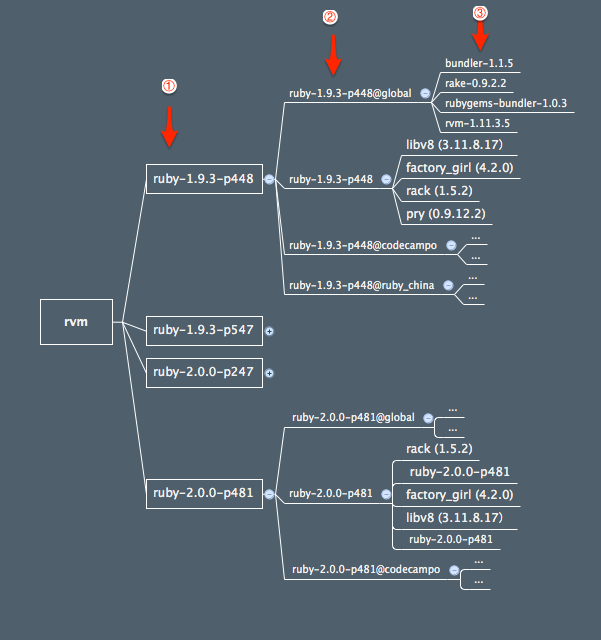 ①
②
③
rvm
ruby-1.9.3-p448
ruby-1.9.3-p448@global
bundler-1.1.5
rake-0.9.2.2
rubygems-bundler-1.0.3
rvm-1.11.3.5
ruby-1.9.3-p448
libv8 (3.11.8.17)
factory_girl (4.2.0)
rack (1.5.2)
pry (0.9.12.2)
ruby-1.9.3-p448@codecampo
...
...
ruby-1.9.3-p448@ruby_china
...
...
ruby-1.9.3-p547
ruby-2.0.0-p247
ruby-2.0.0-p481
ruby-2.0.0-p481@global
...
...
ruby-2.0.0-p481
rack (1.5.2)
ruby-2.0.0-p481
factory_girl (4.2.0)
libv8 (3.11.8.17)
ruby-2.0.0-p481
ruby-2.0.0-p481@codecampo
...
...